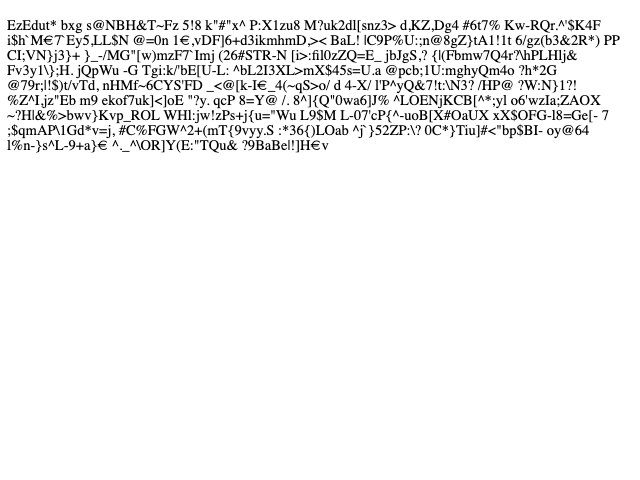 EzEdut* bxg s@NBH&T~Fz 5!8 k"#"x^ P:X1zu8 M?uk2dl[snz3> d,KZ,Dg4 #6t7% Kw-RQr.^'$K4F
i$h`M€7`Ey5,LL$N @=0n 1€,vDF]6+d3ikmhmD,>< BaL! lC9P%U:;n@8gZ}tA1!1t 6/gz(b3&2R*) PP
CI;VN}j3}+ }_-/MG"[w)mzF7`Imj (26#STR-N [i>:fil0zZQ=E_ jbJgS,? {l(Fbmw7Q4r?\hPLHlj&
Fv3y1\};H. jQpWu -G Tgi:k/'bE[U-L: ^bL2I3XL>mX$45s=U.a @pcb;1U:mghyQm4o ?h*2G
@79r;l!$)t/vTd, nHMf~6CYS'FD _<@[k-I€_4(~qS>o/ d 4-X/ l'P^yQ&7!t:\N3? /HP@ ?W:N}1?!
%Z^I,jz"Eb m9 ekof7uk]<]oE "?y. qcP 8=Y@ /. 8^]{Q"0wa6]J% ^LOENjKCB[^*;yl o6'wzIa;ZAOX
~?Hl&%>bwv}Kvp_ROL WHl:jw!zPs+j{u="Wu L9$M L-07'cP{^-uoB[X#OaUX xX$OFG-l8=Ge[- 7
;$qmAP\1Gd*v=j, #C%FGW^2+(mT{9vyy.S :*36{)LOab ^j`}52ZP:\? 0C*}Tiu]#<"bp$BI- oy@64
l%n-}s^L-9+a}€ ^._^\OR]Y(E:"TQu& ?9BaBel!]H€v